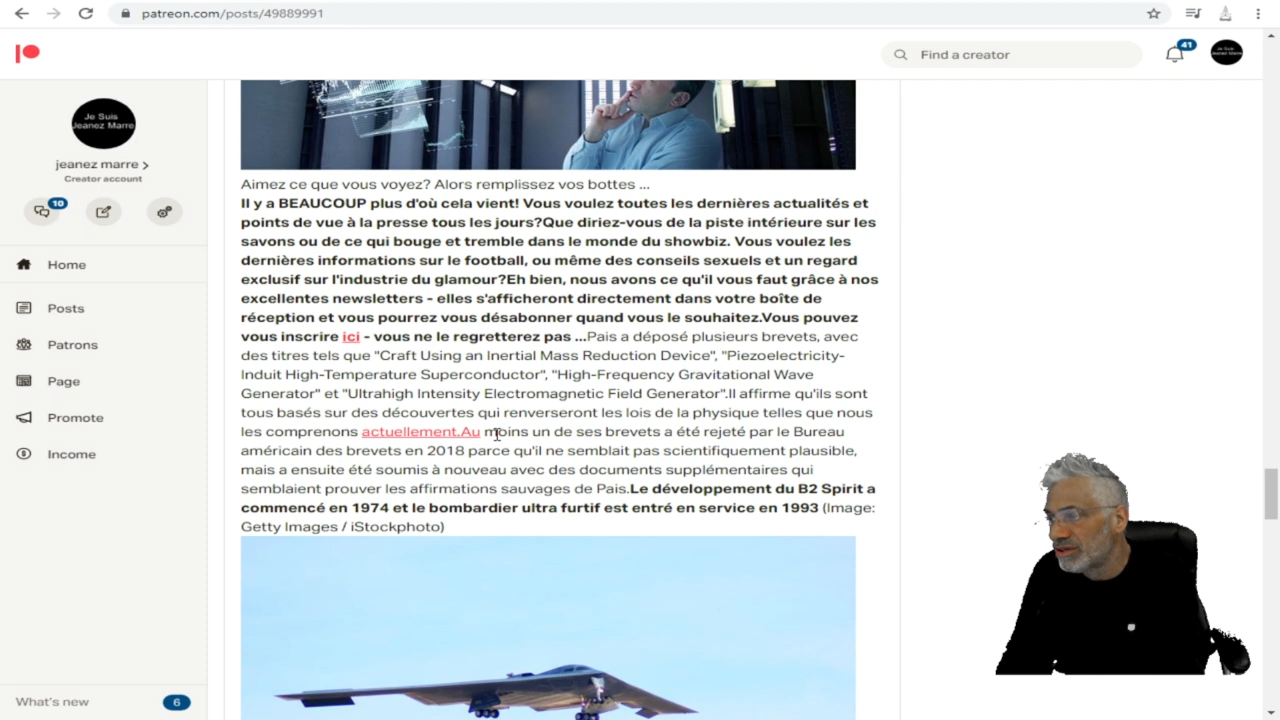 patreon.com/posts/49889991
Find a creator
41
Je Suis
Jeanez Marre
Je Suis
Jeanez Marre
jeanez marre
Creator account
10
Home
Posts
Patrons
Page
Promote
Income
What's new
6
Aimez ce que vous voyez? Alors remplissez vos bottes ...
Il y a BEAUCOUP plus d'où cela vient! Vous voulez toutes les dernières actualités et
points de vue à la presse tous les jours?Que diriez-vous de la piste intérieure sur les
savons ou de ce qui bouge et tremble dans le monde du showbiz. Vous voulez les
dernières informations sur le football, ou même des conseils sexuels et un regard
exclusif sur l'industrie du glamour?Eh bien, nous avons ce qu'il vous faut grâce à nos
excellentes newsletters - elles s'afficheront directement dans votre boîte de
réception et vous pourrez vous désabonner quand vous le souhaitez.Vous pouvez
vous inscrire ici - vous ne le regretterez pas ...Pais a déposé plusieurs brevets, avec
des titres tels que "Craft Using an Inertial Mass Reduction Device", "Piezoelectricity-
Induit High-Temperature Superconductor", "High-Frequency Gravitational Wave
Generator" et "Ultrahigh Intensity Electromagnetic Field Generator".Il affirme qu'ils sont
tous basés sur des découvertes qui renverseront les lois de la physique telles que nous
les comprenons actuellement.Au moins un de ses brevets a été rejeté par le Bureau
américain des brevets en 2018 parce qu'il ne semblait pas scientifiquement plausible,
mais a ensuite été soumis à nouveau avec des documents supplémentaires qui
semblaient prouver les affirmations sauvages de Pais.Le développement du B2 Spirit a
commencé en 1974 et le bombardier ultra furtif est entré en service en 1993 (Image:
Getty Images / iStockphoto)